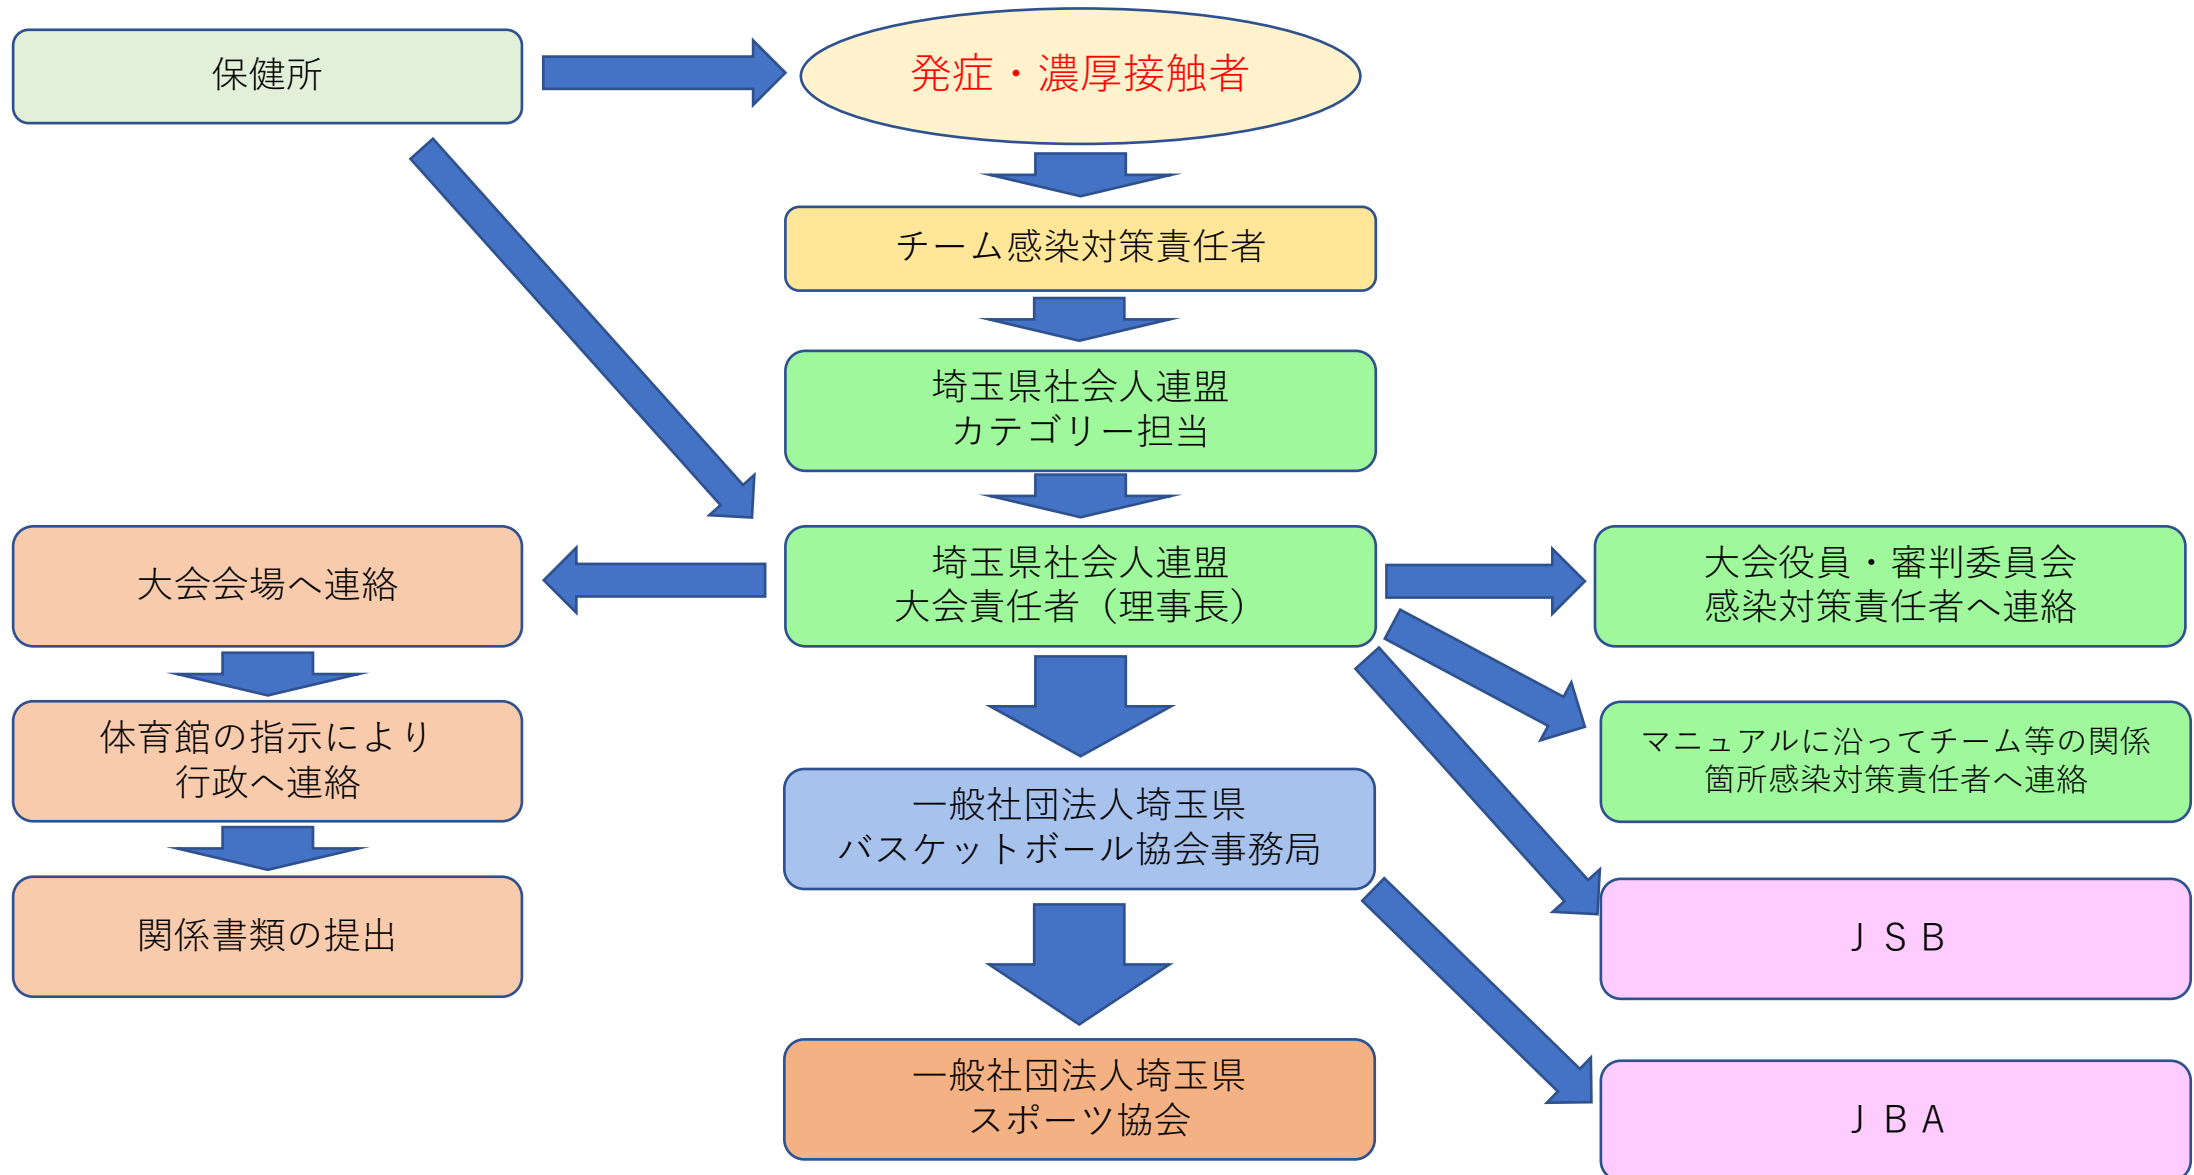 保健所
発症・濃厚接触者
チーム感染対策責任者
埼玉県社会人連盟
カテゴリー担当
大会会場へ連絡
埼玉県社会人連盟
大会責任者（理事長）
大会役員・審判委員会
感染対策責任者へ連絡
体育館の指示により
行政へ連絡
マニュアルに沿ってチーム等の関係
箇所感染対策責任者へ連絡
一般社団法人埼玉県
バスケットボール協会事務局
関係書類の提出
ＪＳＢ
一般社団法人埼玉県
スポーツ協会
ＪＢＡ